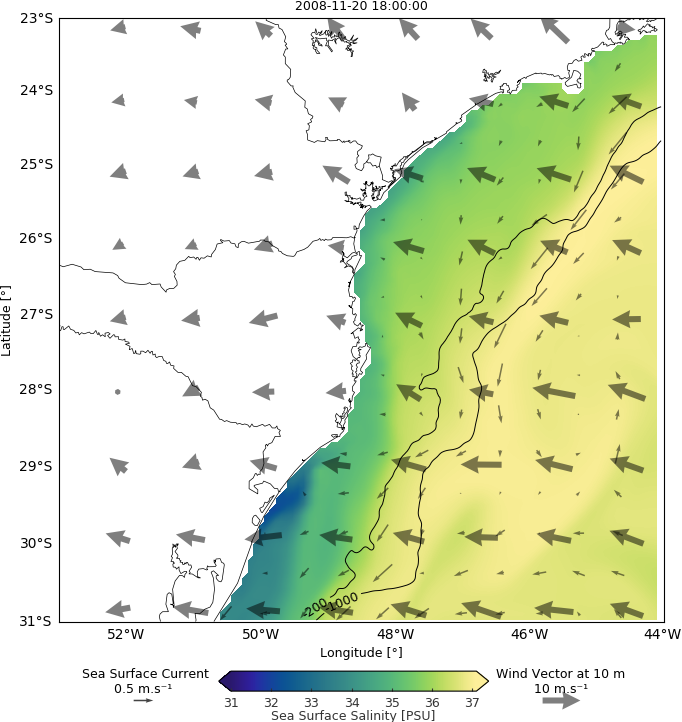 2008-11-20 18:00:00
23°S
24°S
25°S
26°S
27°S
28°S
29°S
30°S
31°S
Latitude [°]
-200
-1000
52°W 50°W 48°W 46°W 44°W
Longitude [°]
Sea Surface Current
0.5 m.s⁻¹
Wind Vector at 10 m
10 m.s⁻¹
31 32 33 34 35 36 37
Sea Surface Salinity [PSU]